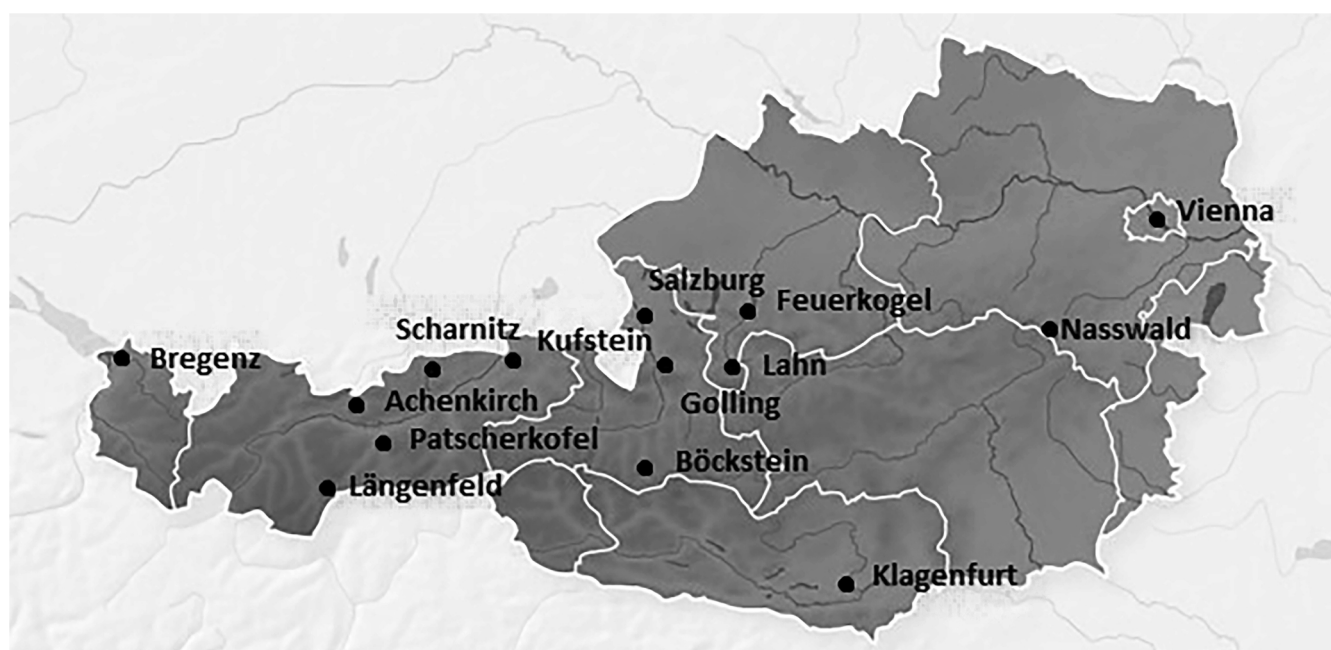 Vienna
Salzburg
Feuerkogel
Scharnitz
Kufstein
Nasswald
Bregenz
Lahn
Achenkirch
Golling
Patscherkofel
Böckstein
Längenfeld
Klagenfurt